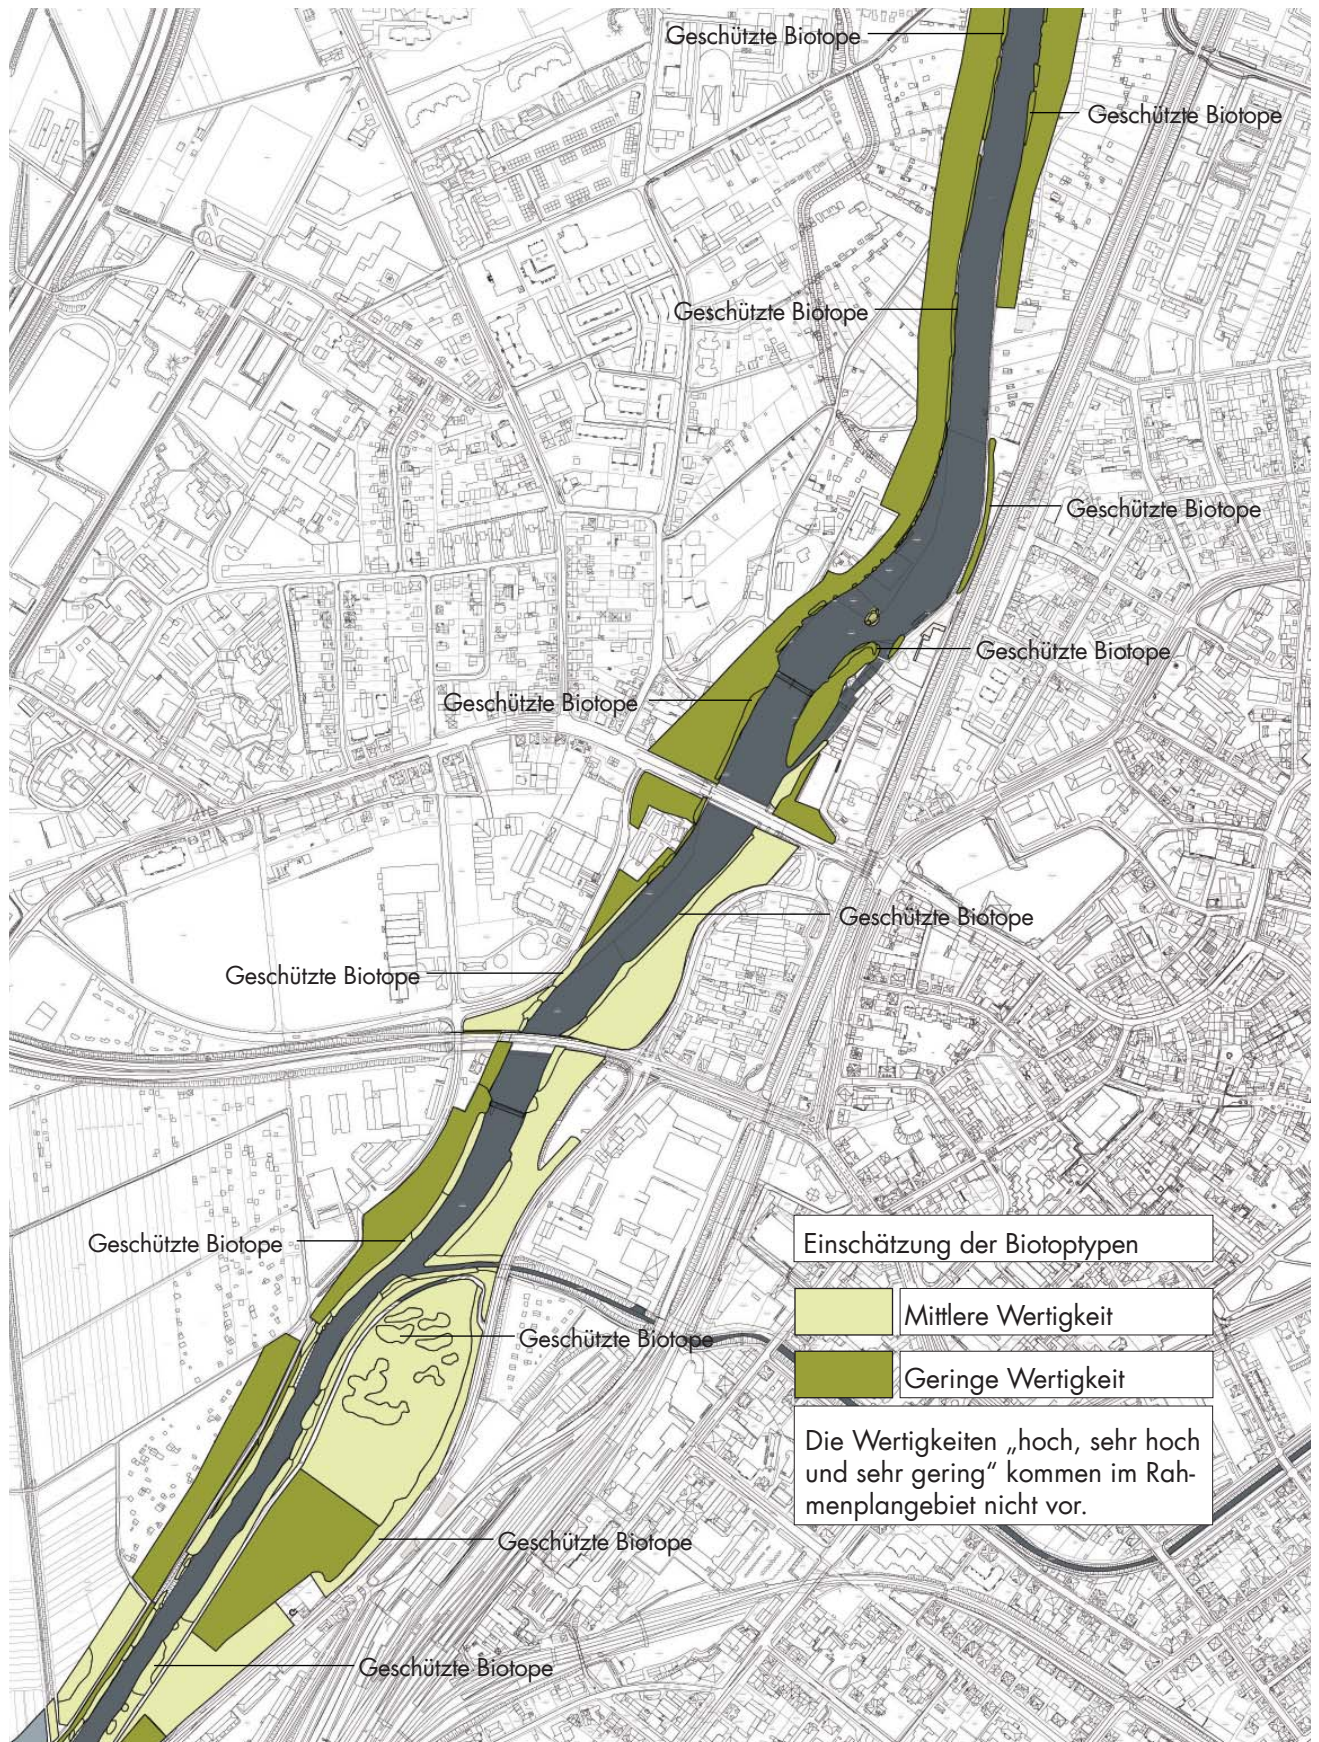 Geschützte Biotope
Geschützte Biotope
Geschützte Biotope
Geschützte Biotope
Geschützte Biotope
Geschützte Biotope
Geschützte Biotope
Geschützte Biotope
Geschützte Biotope
Geschützte Biotope
Geschützte Biotope
Geschützte Biotope
Einschätzung der Biotoptypen
Mittlere Wertigkeit
Geringe Wertigkeit
Die Wertigkeiten „hoch, sehr hoch
und sehr gering“ kommen im Rah-
menplangebiet nicht vor.